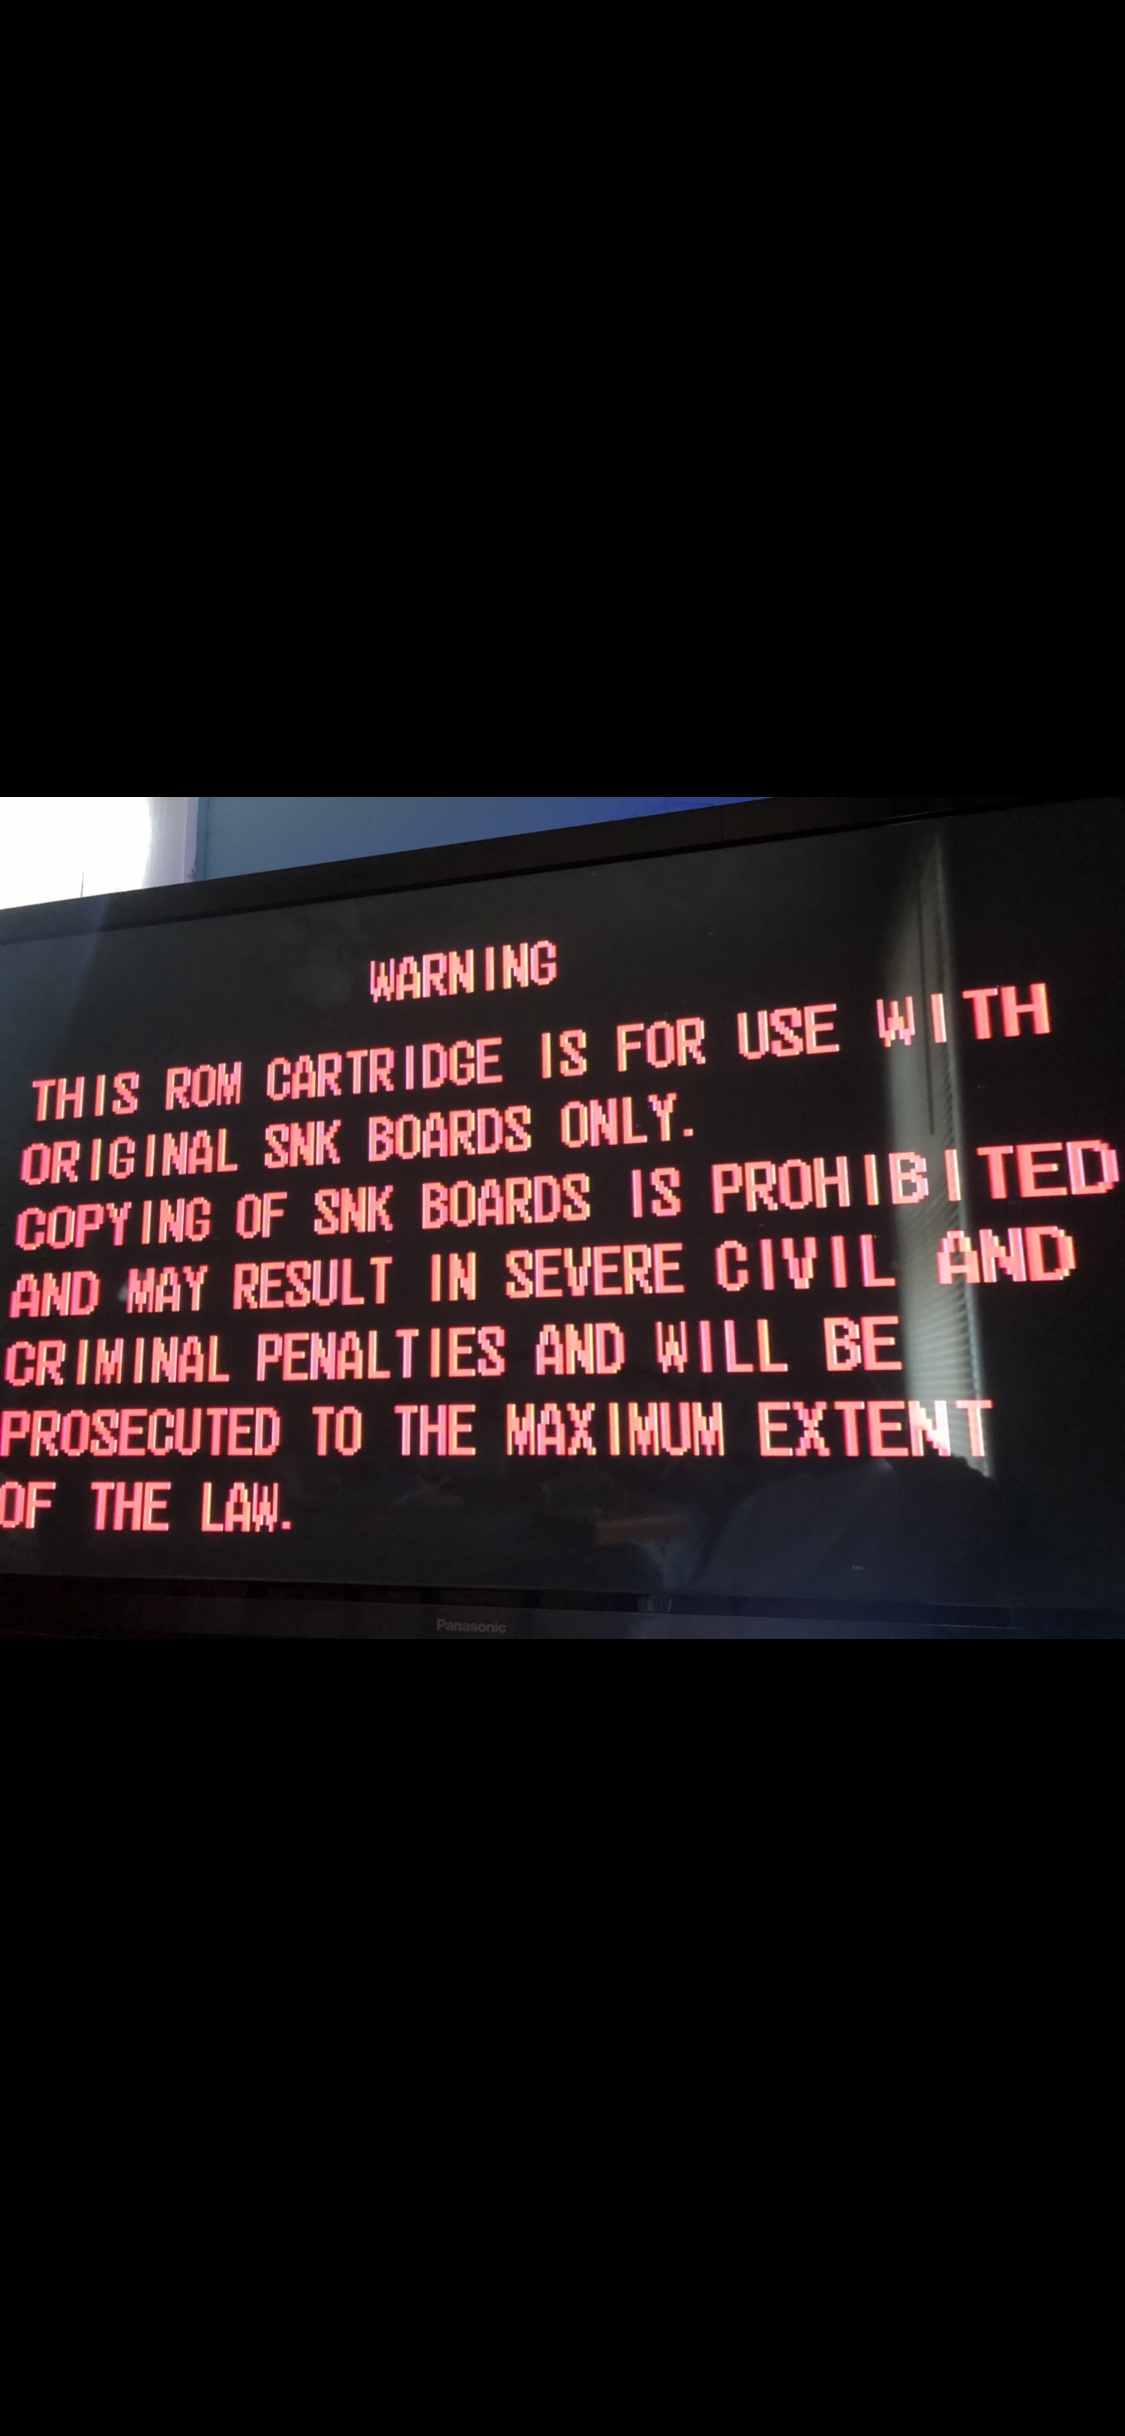 WARNING
THIS ROM CARTRIDGE IS FOR USE WITH
ORIGINAL SNK BOARDS ONLY.
COPYING OF SNK BOARDS IS PROHIBITED
AND MAY RESULT IN SEVERE CIVIL AND
CRIMINAL PENALTIES AND WILL BE
PROSECUTED TO THE MAXIMUM EXTENT
OF THE LAW.
Panasonic